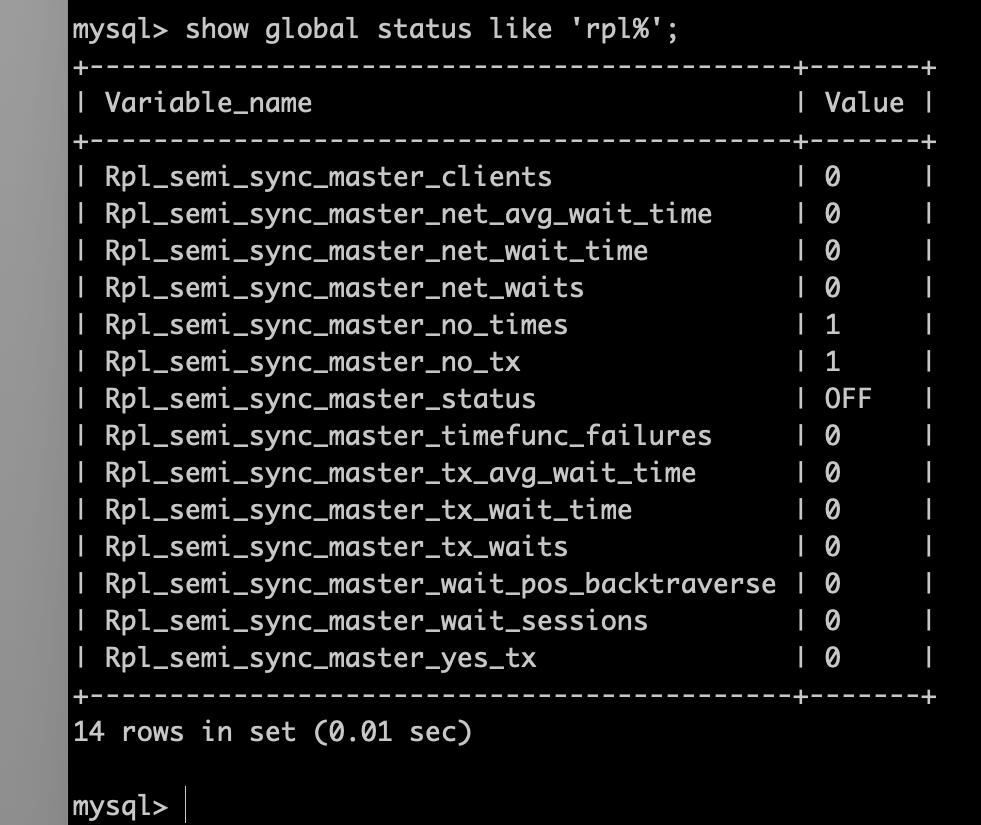 mysql> show global status like 'rpl%';
+--------------------------------------------+-------+
| Variable_name                              | Value |
+--------------------------------------------+-------+
| Rpl_semi_sync_master_clients               | 0     |
| Rpl_semi_sync_master_net_avg_wait_time     | 0     |
| Rpl_semi_sync_master_net_wait_time         | 0     |
| Rpl_semi_sync_master_net_waits             | 0     |
| Rpl_semi_sync_master_no_times              | 1     |
| Rpl_semi_sync_master_no_tx                 | 1     |
| Rpl_semi_sync_master_status                | OFF   |
| Rpl_semi_sync_master_timefunc_failures     | 0     |
| Rpl_semi_sync_master_tx_avg_wait_time      | 0     |
| Rpl_semi_sync_master_tx_wait_time          | 0     |
| Rpl_semi_sync_master_tx_waits              | 0     |
| Rpl_semi_sync_master_wait_pos_backtraverse | 0     |
| Rpl_semi_sync_master_wait_sessions         | 0     |
| Rpl_semi_sync_master_yes_tx                | 0     |
+--------------------------------------------+-------+
14 rows in set (0.01 sec)
mysql>